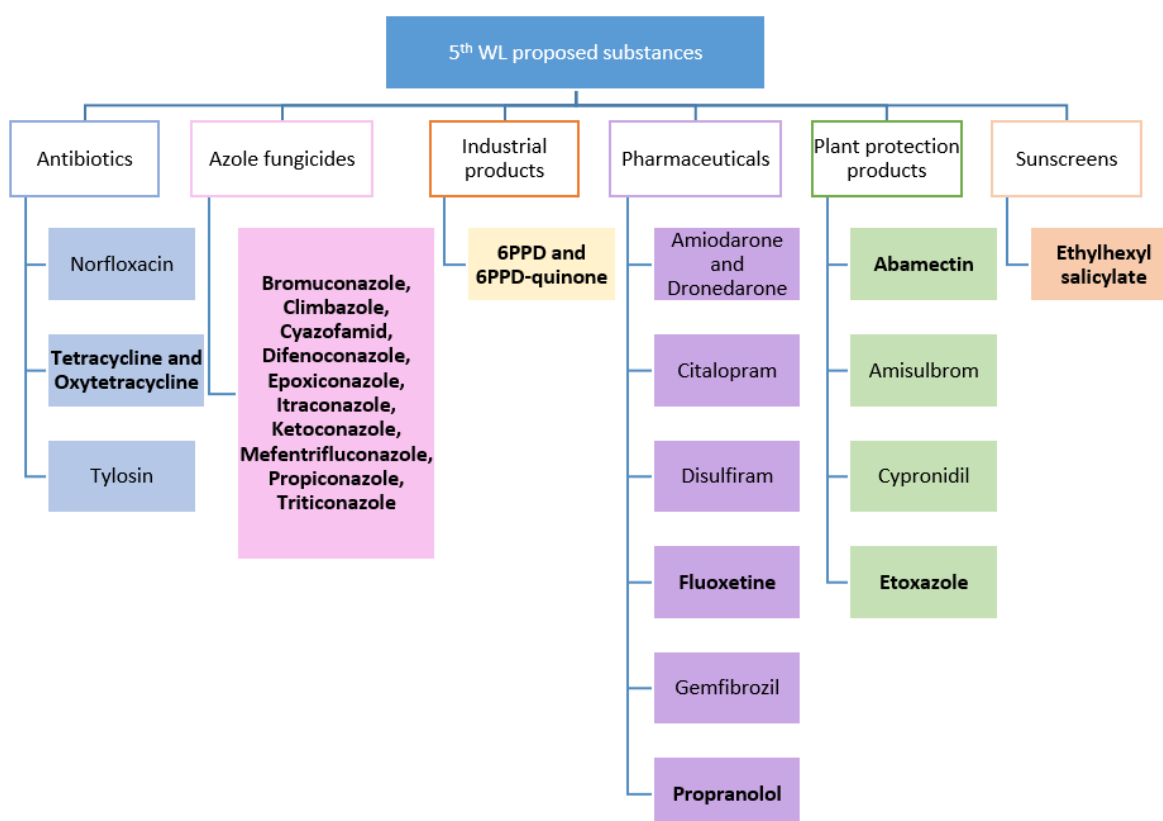 5th WL proposed substances
Antibiotics
Azole fungicides
Industrial
products
Pharmaceuticals
Plant protection
products
Sunscreens
Norfloxacin
Tetracycline and
Oxytetracycline
Tylosin
Bromuconazole,
Climbazole,
Cyazofamid,
Difenoconazole,
Epoxiconazole,
Itraconazole,
Ketoconazole,
Mefentrifluconazole,
Propiconazole,
Triticonazole
6PPD and
6PPD-quinone
Amiodarone
and
Dronedarone
Citalopram
Disulfiram
Fluoxetine
Gemfibrozil
Propranolol
Abamectin
Amisulbrom
Cypronidil
Etoxazole
Ethylhexyl
salicylate